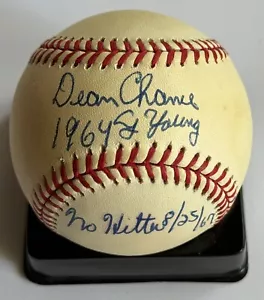 Dean Chance
1964 Cy Young
No Hitter 8/25/67